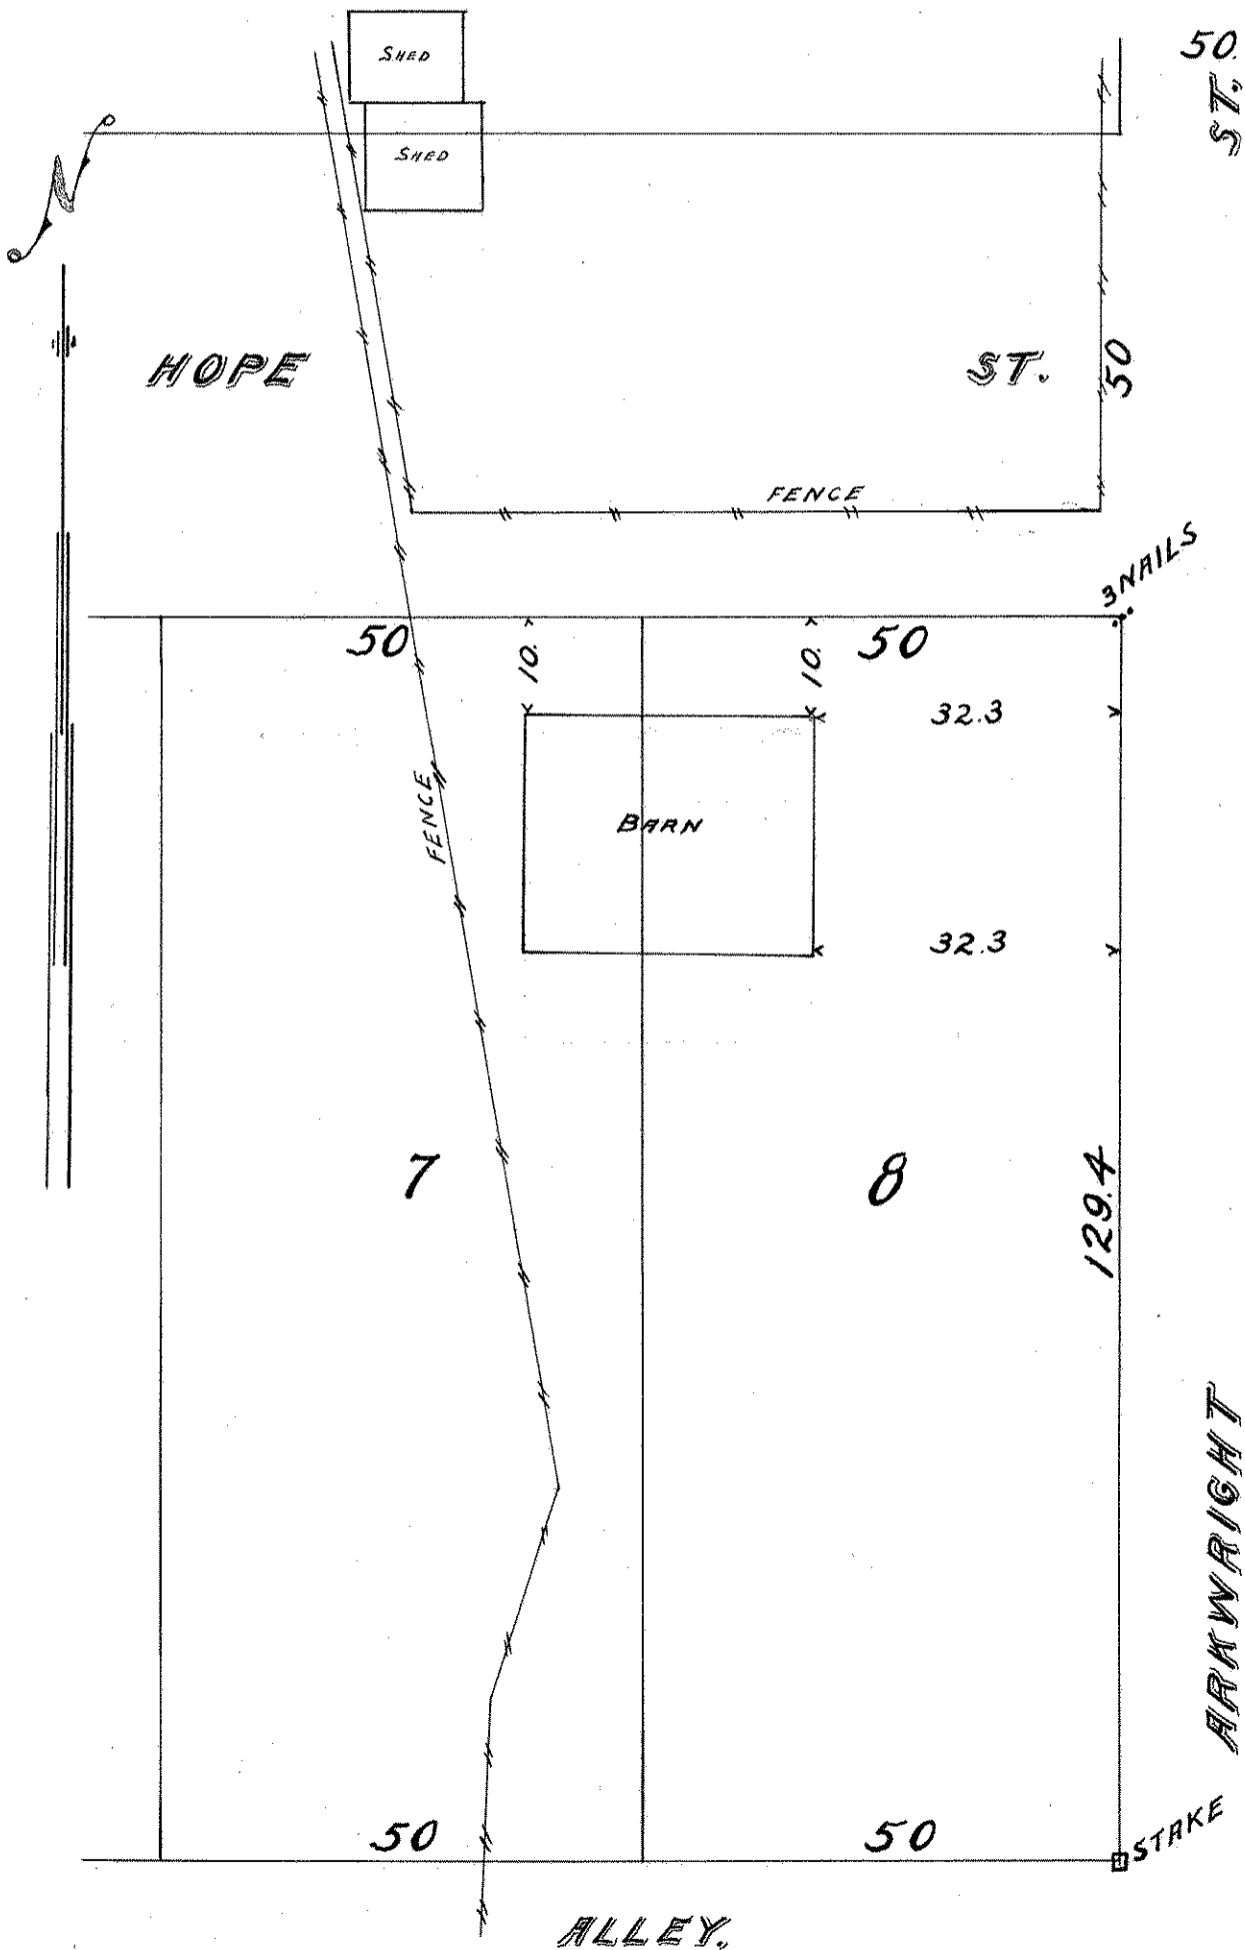 SHED
50.
ST.,
SHED
N
HOPE ST.
50
FENCE
3 NAILS
50 10. 10. 50
32.3
FENCE
BARN
32.3
7 8
129.4
ARKWRIGHT
50 50
STAKE
ALLEY.